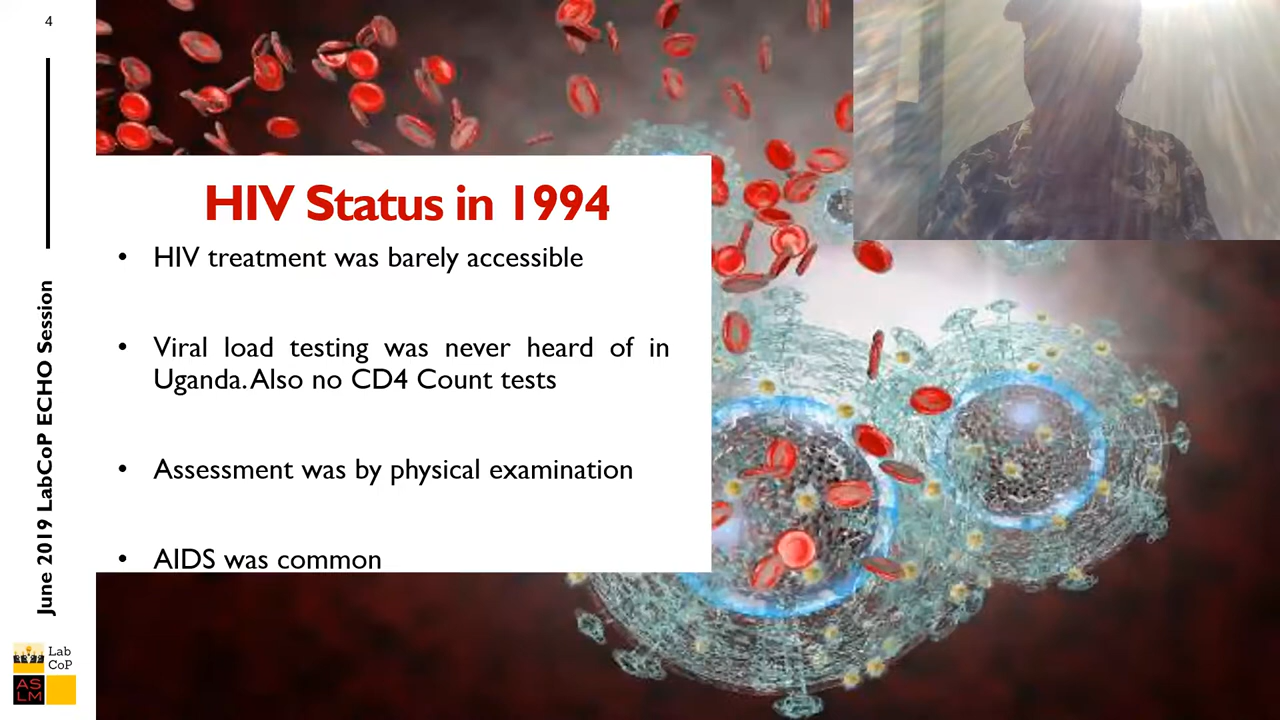 4
June 2019 LabCoP ECHO Session
HIV Status in 1994
• HIV treatment was barely accessible
• Viral load testing was never heard of in
Uganda. Also no CD4 Count tests
• Assessment was by physical examination
• AIDS was common
Lab
CoP
AS
LM